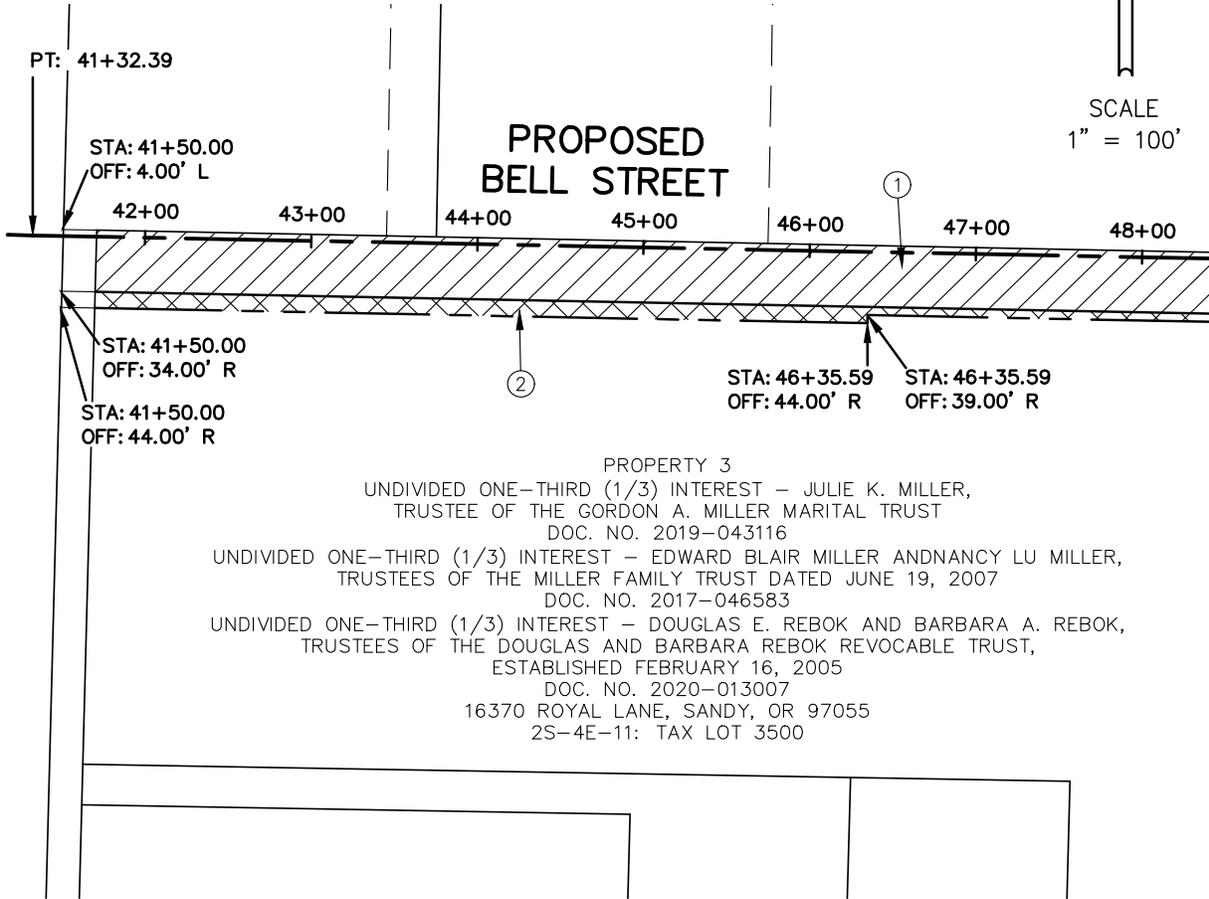 PT: 41+32.39
SCALE
1" = 100'
STA: 41+50.00
OFF: 4.00' L
PROPOSED
BELL STREET
1
42+00 43+00 44+00 45+00 46+00 47+00 48+00
STA: 41+50.00
OFF: 34.00' R
2
STA: 46+35.59
OFF: 44.00' R
STA: 46+35.59
OFF: 39.00' R
STA: 41+50.00
OFF: 44.00' R
PROPERTY 3
UNDIVIDED ONE-THIRD (1/3) INTEREST - JULIE K. MILLER,
TRUSTEE OF THE GORDON A. MILLER MARITAL TRUST
DOC. NO. 2019-043116
UNDIVIDED ONE-THIRD (1/3) INTEREST - EDWARD BLAIR MILLER ANDNANCY LU MILLER,
TRUSTEES OF THE MILLER FAMILY TRUST DATED JUNE 19, 2007
DOC. NO. 2017-046583
UNDIVIDED ONE-THIRD (1/3) INTEREST - DOUGLAS E. REBOK AND BARBARA A. REBOK,
TRUSTEES OF THE DOUGLAS AND BARBARA REBOK REVOCABLE TRUST,
ESTABLISHED FEBRUARY 16, 2005
DOC. NO. 2020-013007
16370 ROYAL LANE, SANDY, OR 97055
2S-4E-11: TAX LOT 3500